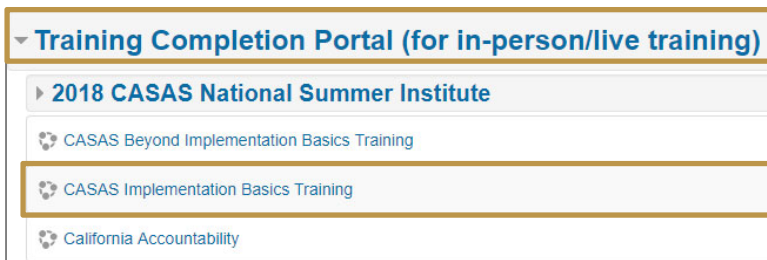 Training Completion Portal (for in-person/live training)
2018 CASAS National Summer Institute
CASAS Beyond Implementation Basics Training
CASAS Implementation Basics Training
California Accountability